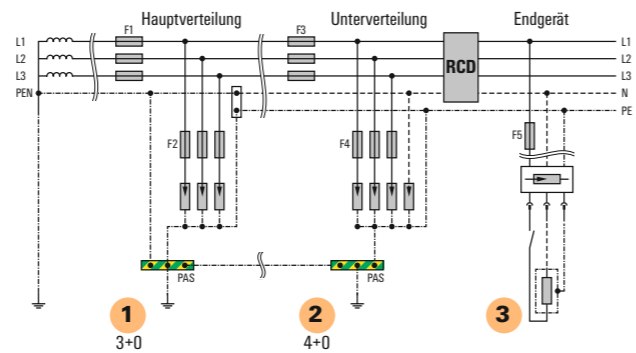 Hauptverteilung Unterverteilung Endgerät
F1 F3
L1 L1
L2 L2
L3 RCD L3
PEN N
PE
F2 F4 F5
PAS PAS
1 2 3
3+0 4+0